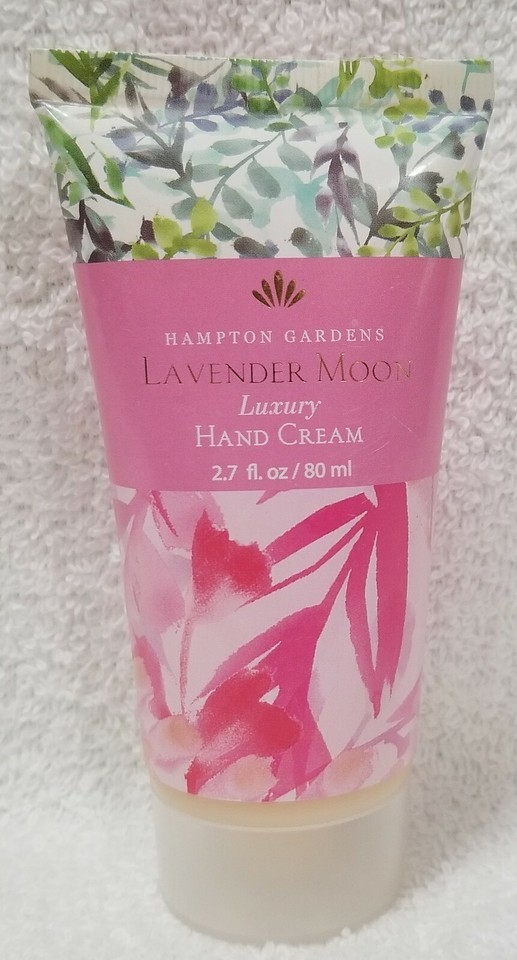 HAMPTON GARDENS
LAVENDER MOON
Luxury
HAND CREAM
2.7 fl. oz / 80 ml